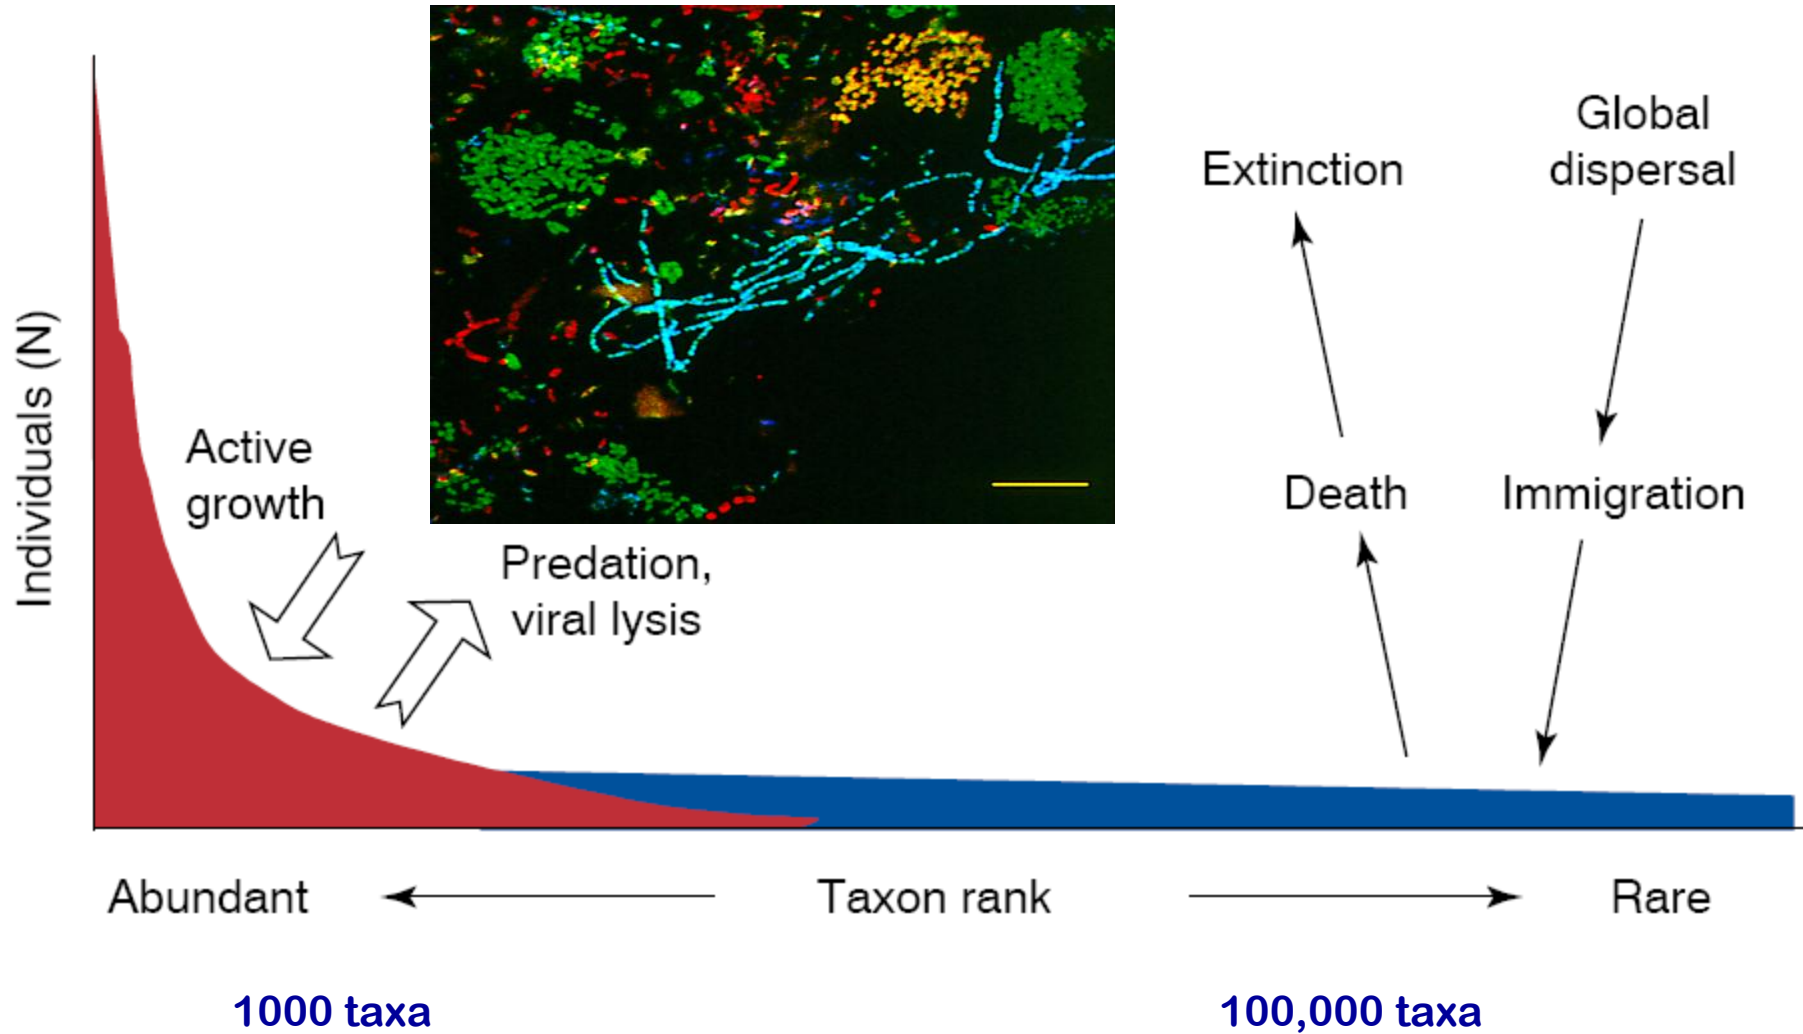 Individuals (N)
Active
growth
Predation,
viral lysis
Extinction
Global
dispersal
Death
Immigration
Abundant
Taxon rank
Rare
1000 taxa
100,000 taxa